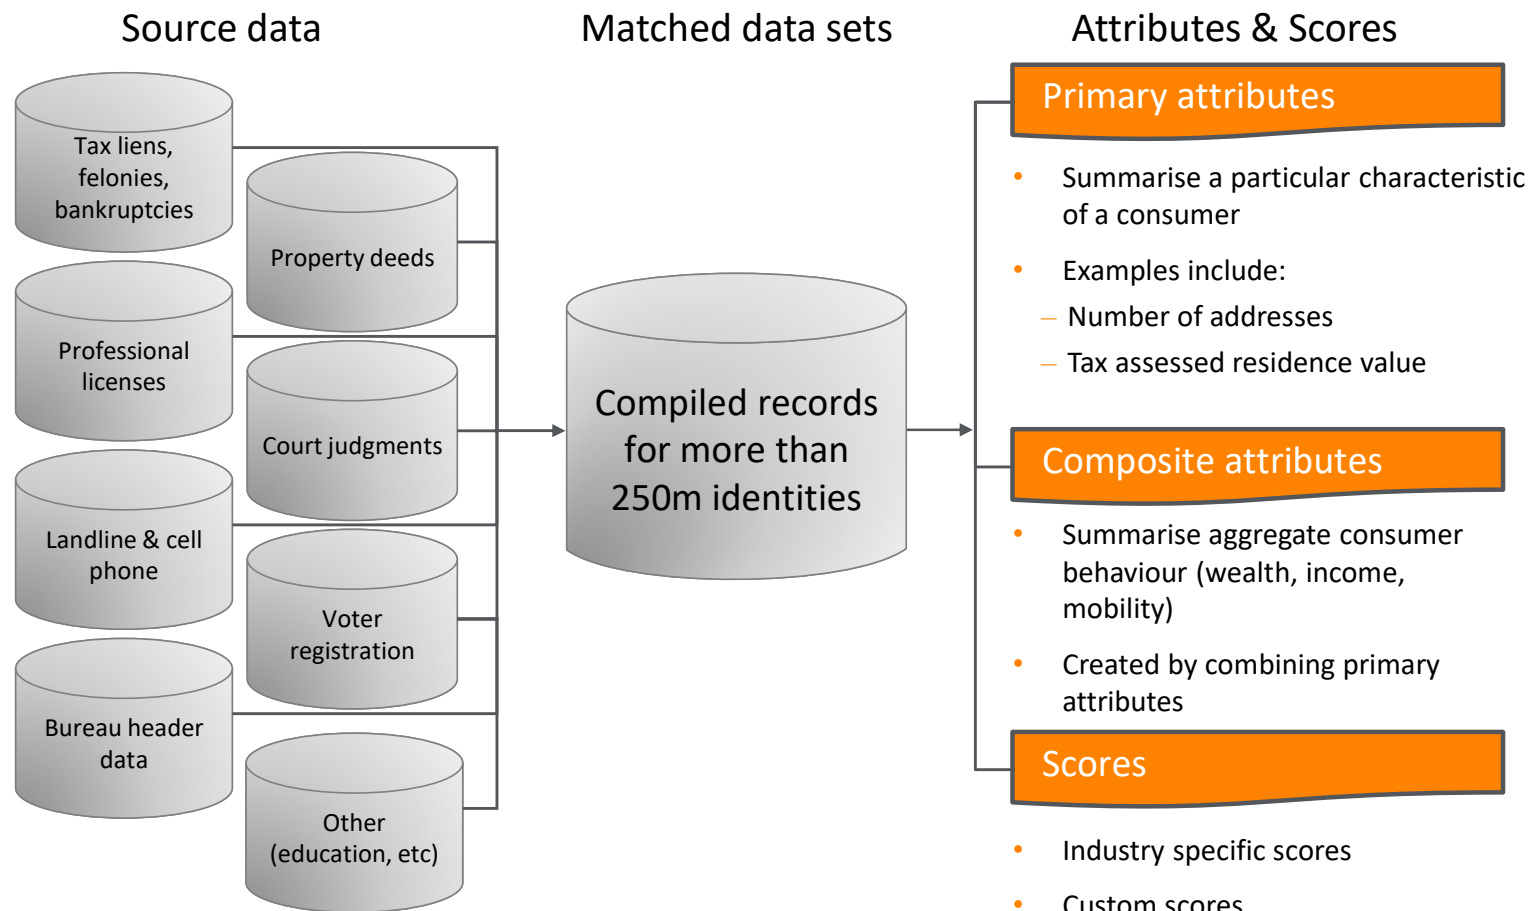 Source data
Matched data sets
Attributes & Scores
Tax liens,
felonies,
bankruptcies
Property deeds
Professional
licenses
Court judgments
Landline & cell
phone
Voter
registration
Bureau header
data
Other
(education, etc)
Compiled records
for more than
250m identities
Primary attributes
• Summarise a particular characteristic
of a consumer
• Examples include:
– Number of addresses
– Tax assessed residence value
Composite attributes
• Summarise aggregate consumer
behaviour (wealth, income,
mobility)
• Created by combining primary
attributes
Scores
• Industry specific scores
• Custom scores